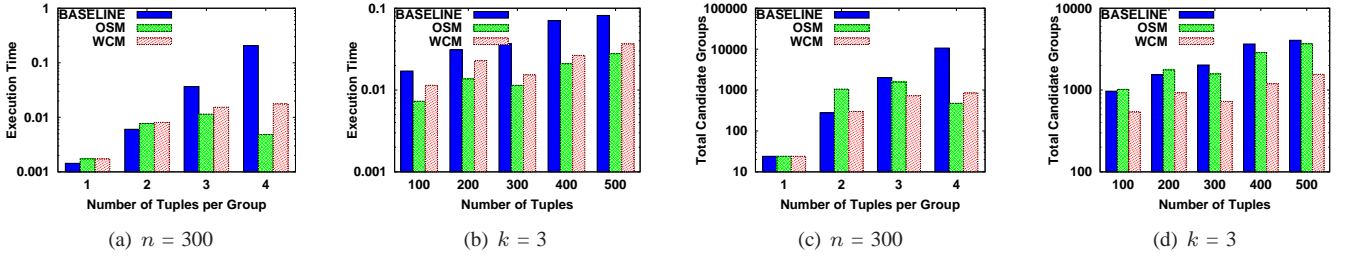 BASELINE
OSM
WCM
Execution Time
1
0.1
0.01
0.001
1 2 3 4
Number of Tuples per Group
(a) n = 300
BASELINE
OSM
WCM
Execution Time
0.1
0.01
0.001
100 200 300 400 500
Number of Tuples
(b) k = 3
BASELINE
OSM
WCM
Total Candidate Groups
100000
10000
1000
100
10
1 2 3 4
Number of Tuples per Group
(c) n = 300
BASELINE
OSM
WCM
Total Candidate Groups
10000
1000
100
100 200 300 400 500
Number of Tuples
(d) k = 3